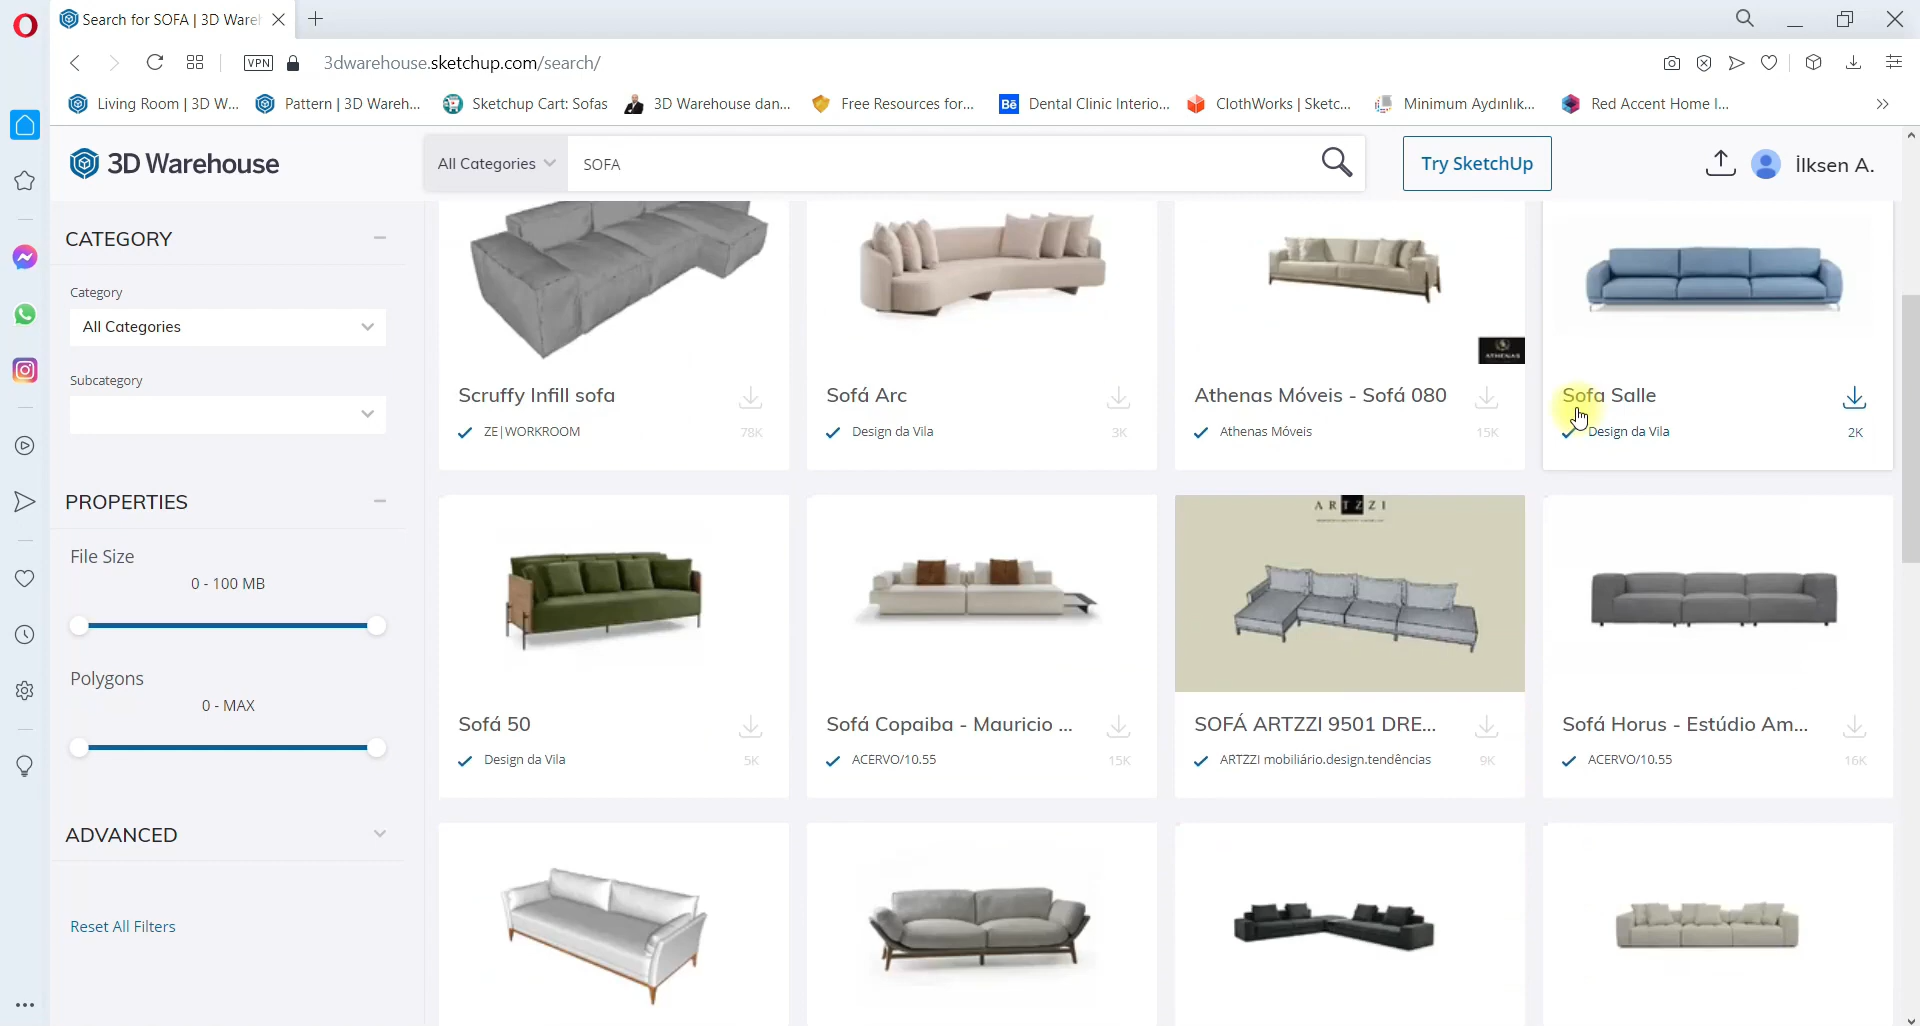 Search for SOFA | 3D Ware
VPN
3dwarehouse.sketchup.com/search/
Living Room | 3D W...
Pattern | 3D Wareh...
Sketchup Cart: Sofas
3D Warehouse dan...
Free Resources for...
Bē
Dental Clinic Interio...
ClothWorks | Sketc...
Minimum Aydınlık...
Red Accent Home I...
3D Warehouse
All Categories
SOFA
Try SketchUp
İlksen A.
CATEGORY
Category
All Categories
Subcategory
PROPERTIES
File Size
0 - 100 MB
Polygons
0 - MAX
ADVANCED
Reset All Filters
Scruffy Infill sofa
ZE|WORKROOM
78K
Sofá Arc
Design da Vila
3K
ATHENAS
Athenas Móveis - Sofá 080
Athenas Móveis
15K
Sofa Salle
Design da Vila
2K
Sofá 50
Design da Vila
5K
Sofá Copaiba - Mauricio ...
ACERVO/10.55
15K
ARTZZI
SOFÁ ARTZZI 9501 DRE...
ARTZZI mobiliário.design.tendências
9K
Sofá Horus - Estúdio Am...
ACERVO/10.55
16K